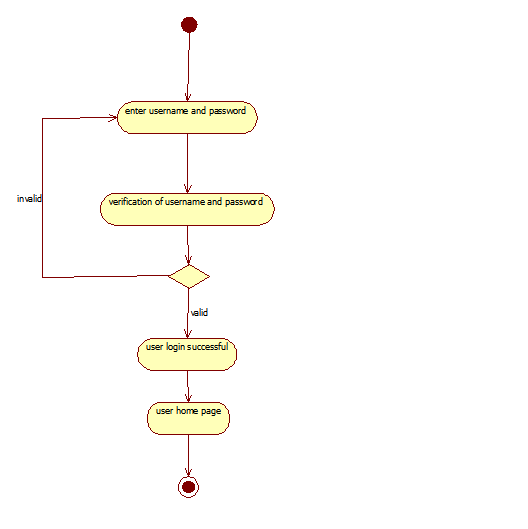 enter username and password
invalid
verification of username and password
valid
user login successful
user home page